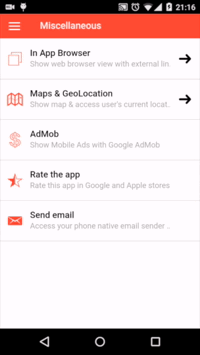 21:16
Miscellaneous
In App Browser
Show web browser view with external lin..
Maps & GeoLocation
Show map & access user's current locat..
AdMob
Show Mobile Ads with Google AdMob
Rate the app
Rate this app in Google and Apple stores
Send email
Access your phone native email sender ..